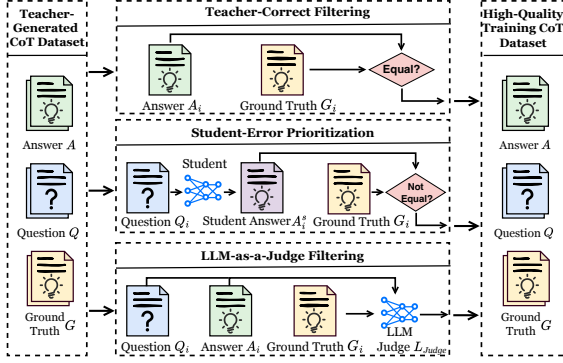 Teacher-
Generated
CoT Dataset
Answer A
Question Q
Ground
Truth G
Teacher-Correct Filtering
Answer A_i
Ground Truth G_i
Equal?
Student-Error Prioritization
Student
Question Q_i
Student Answer A_i^s
Ground Truth G_i
Not
Equal?
LLM-as-a-Judge Filtering
Question Q_i
Answer A_i
Ground Truth G_i
LLM
Judge L_Judge
High-Quality
Training CoT
Dataset
Answer A
Question Q
Ground
Truth G